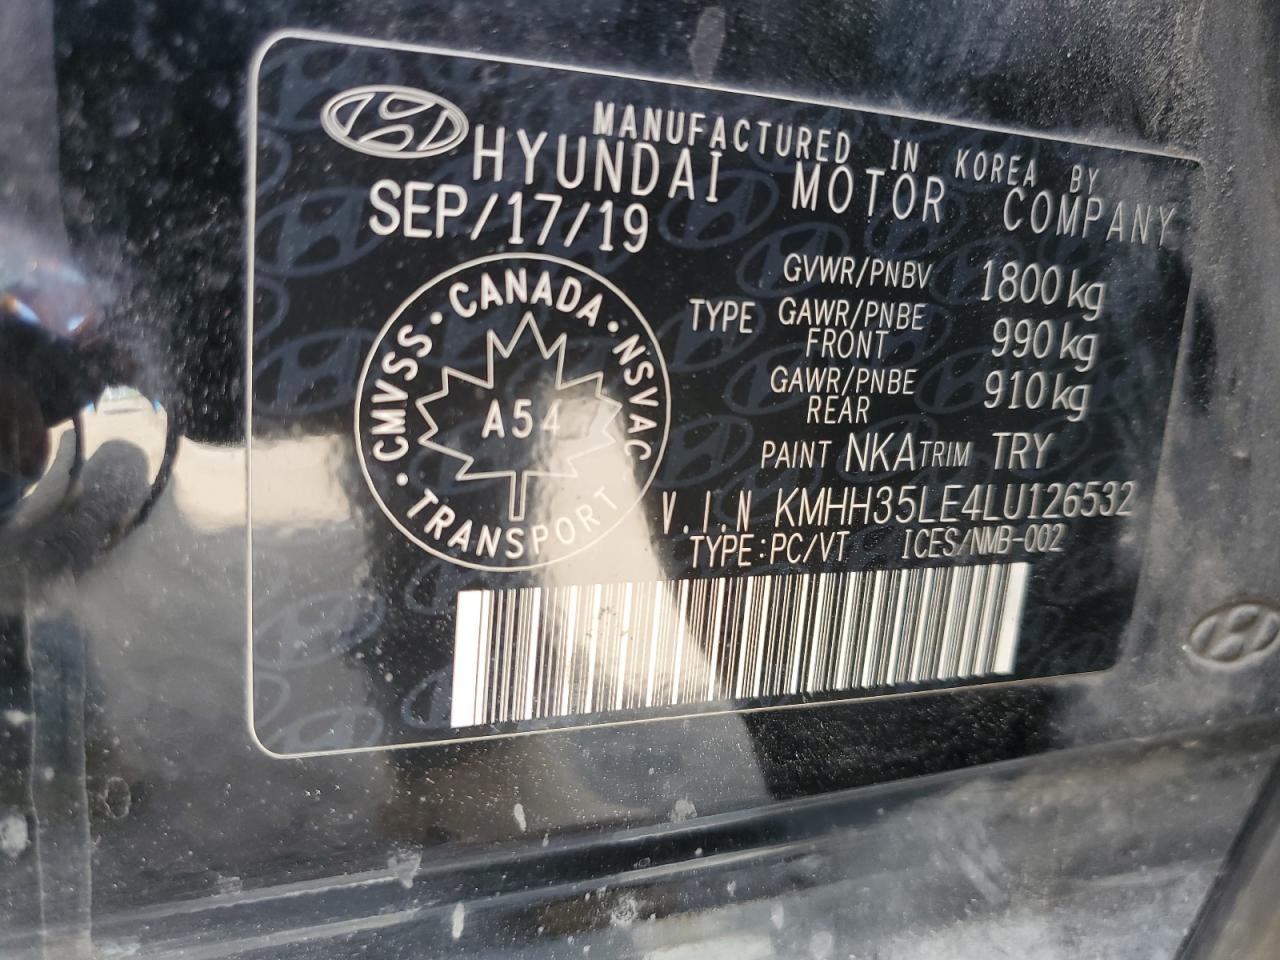 MANUFACTURED IN KOREA BY
HYUNDAI MOTOR COMPANY
SEP/17/19
GVWR/PNBV 1800 kg
TYPE GAWR/PNBE FRONT 990 kg
GAWR/PNBE REAR 910 kg
PAINT NKA TRIM TRY
V.I.N KMHH35LE4LU126532
TYPE:PC/VT ICES/NMB-002
CANADA · NSVAC
TRANSPORT · CMVSS ·
A54